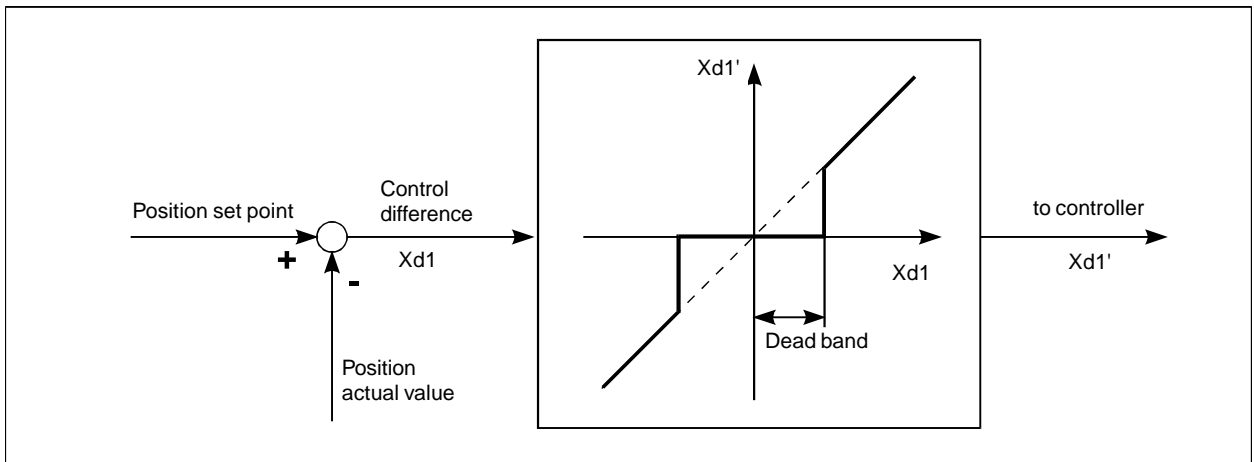 Position set point
+
-
Position
actual value
Control
difference
Xd1
Xd1'
Xd1
Dead band
to controller
Xd1'